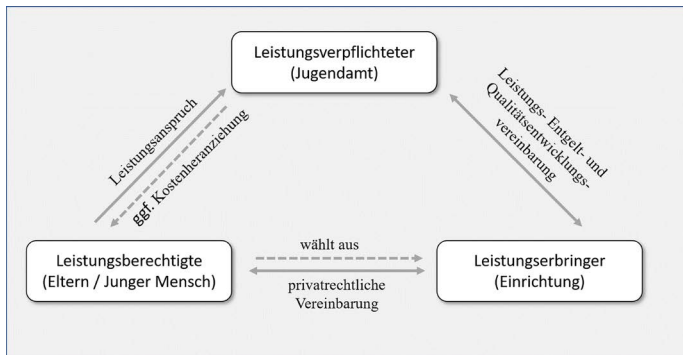 Leistungsverpflichteter
(Jugendamt)
Leistungsanspruch
ggf. Kostenheranziehung
Leistungs- Entgelt- und
Qualitätsentwicklungs-
vereinbarung
Leistungsberechtigte
(Eltern / Junger Mensch)
wählt aus
privatrechtliche
Vereinbarung
Leistungserbringer
(Einrichtung)